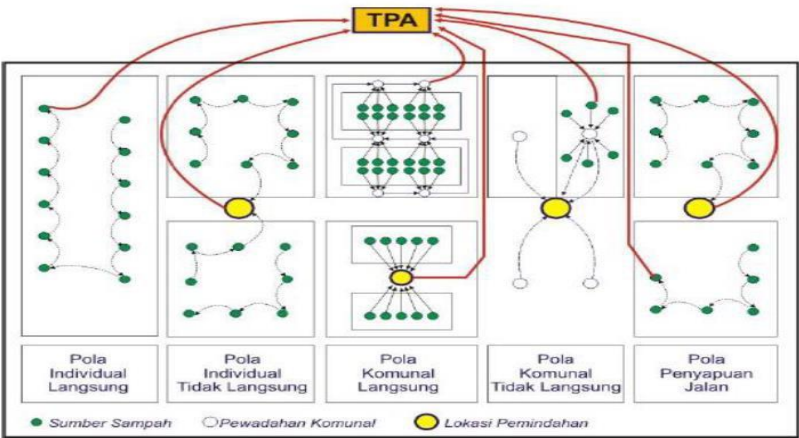 TPA
Pola
Individual
Langsung
Pola
Individual
Tidak Langsung
Pola
Komunal
Langsung
Pola
Komunal
Tidak Langsung
Pola
Penyapuan
Jalan
Sumber Sampah
Pewadahan Komunal
Lokasi Pemindahan